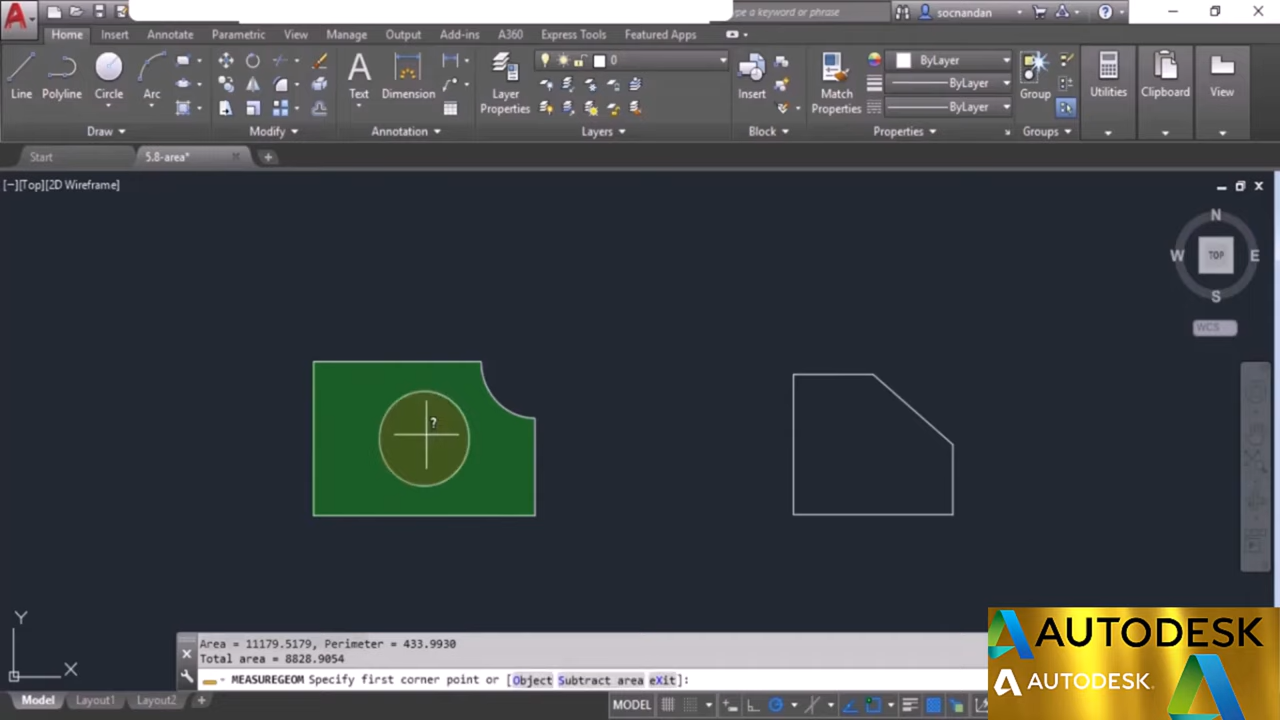 A
pe a keyword or phrase
socnandan
?
Home
Insert
Annotate
Parametric
View
Manage
Output
Add-ins
A360
Express Tools
Featured Apps
Line
Polyline
Circle
Arc
Draw
Modify
A
Text
Dimension
Annotation
Layer
Properties
0
Layers
Insert
Block
Match
Properties
ByLayer
ByLayer
ByLayer
Properties
Group
Groups
Utilities
Clipboard
View
Start
5.8-area*
[−][Top][2D Wireframe]
N
W
TOP
E
S
WCS
?
Y
X
Area = 11179.5179, Perimeter = 433.9930
Total area = 8828.9054
MEASUREGEOM Specify first corner point or [Object Subtract area eXit]:
Model
Layout1
Layout2
MODEL
AUTODESK
AUTODESK.